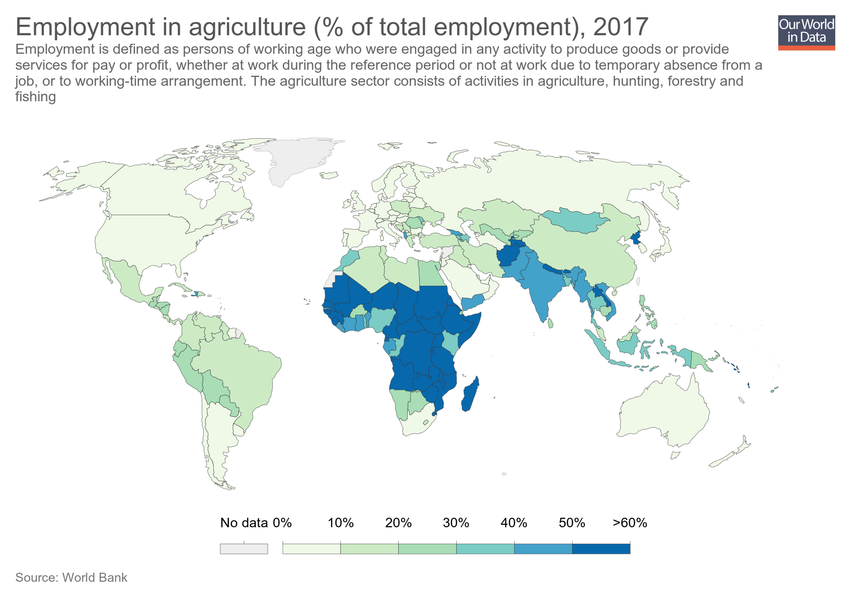 Employment in agriculture (% of total employment), 2017
Our World
in Data
Employment is defined as persons of working age who were engaged in any activity to produce goods or provide
services for pay or profit, whether at work during the reference period or not at work due to temporary absence from a
job, or to working-time arrangement. The agriculture sector consists of activities in agriculture, hunting, forestry and
fishing
No data 0% 10% 20% 30% 40% 50% >60%
Source: World Bank